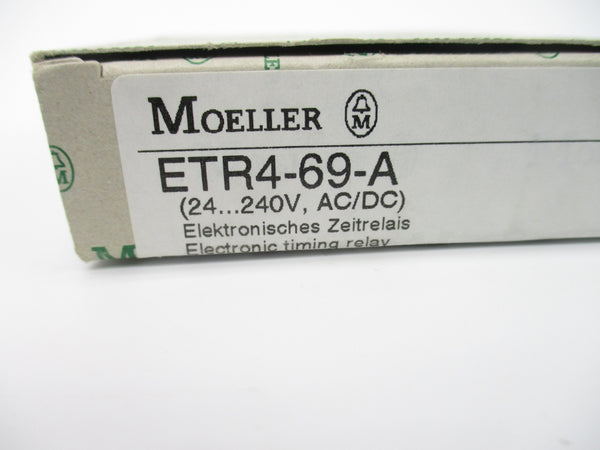 MOELLER M
ETR4-69-A
(24...240V, AC/DC)
Elektronisches Zeitrelais
Electronic timing relay